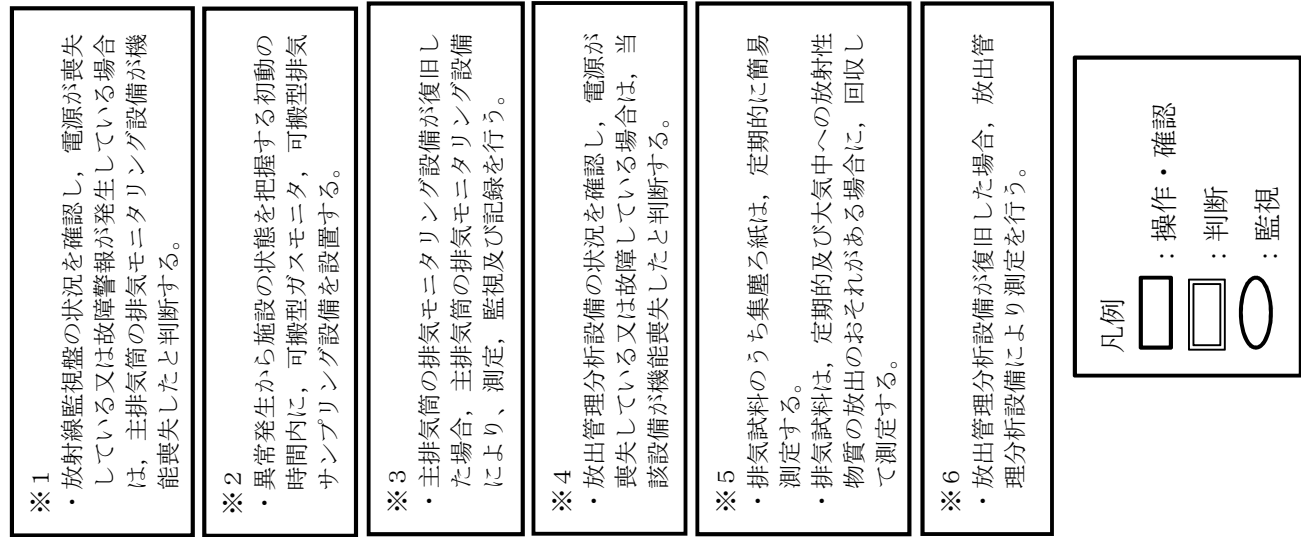 ※１
・放射線監視盤の状況を確認し，電源が喪失
している又は故障警報が発生している場合
は，主排気筒の排気モニタリング設備が機
能喪失したと判断する。
※２
・異常発生から施設の状態を把握する初動の
時間内に，可搬型ガスモニタ，可搬型排気
サンプリング設備を設置する。
※３
・主排気筒の排気モニタリング設備が復旧し
た場合，主排気筒の排気モニタリング設備
により、測定，監視及び記録を行う。
※４
・放出管理分析設備の状況を確認し，電源が
喪失している又は故障している場合は，当
該設備が機能喪失したと判断する。
※５
・排気試料のうち集塵ろ紙は，定期的に簡易
測定する。
・排気試料は，定期的及び大気中への放射性
物質の放出のおそれがある場合に，回収し
て測定する。
※６
・放出管理分析設備が復旧した場合，放出管
理分析設備により測定を行う。
凡例
：操作・確認
：判断
：監視